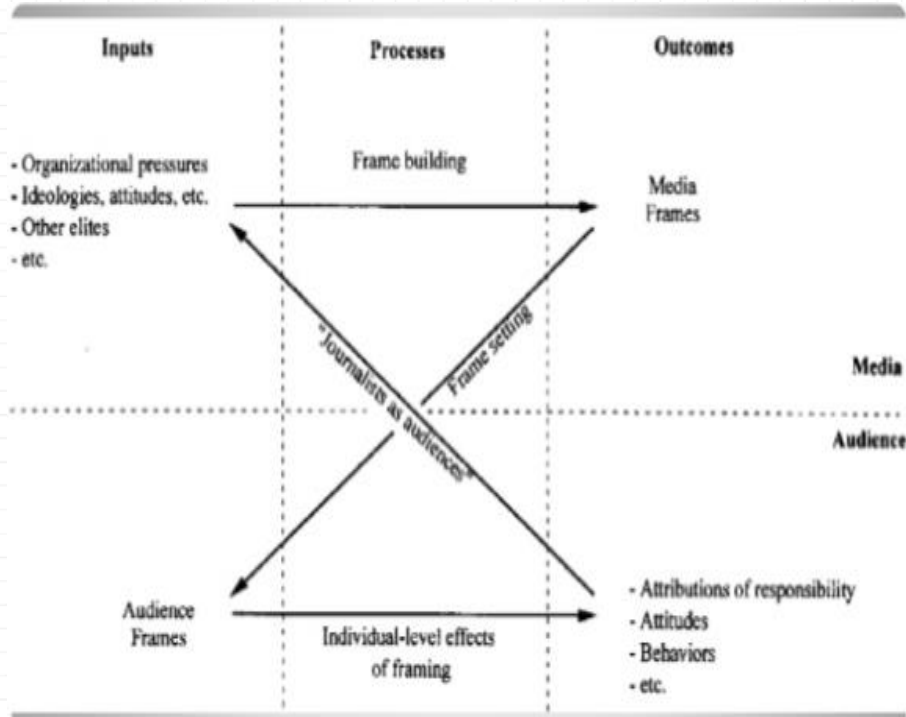 Inputs
Processes
Outcomes
- Organizational pressures
- Ideologies, attitudes, etc.
- Other elites
- etc.
Frame building
Media
Frames
"Journalists as audiences"
Frame setting
Media
Audience
Audience
Frames
Individual-level effects
of framing
- Attributions of responsibility
- Attitudes
- Behaviors
- etc.